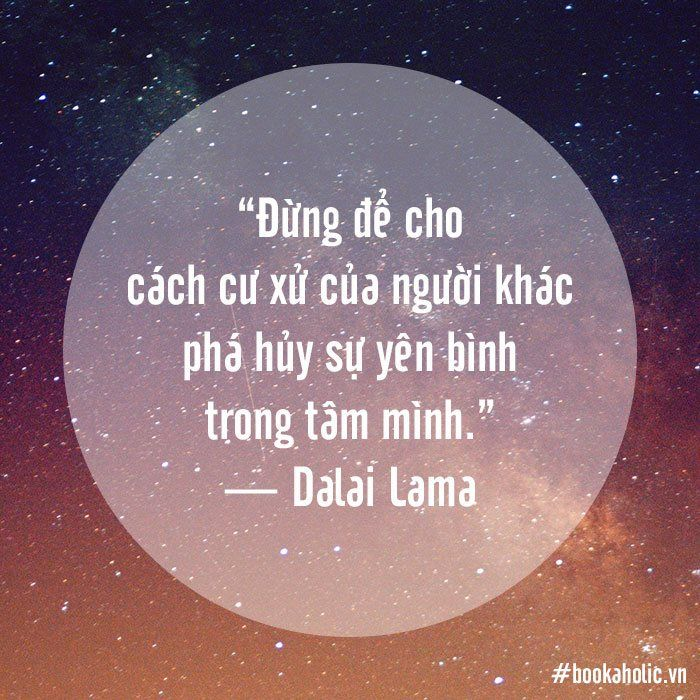 “Đừng để cho
cách cư xử của người khác
phá hủy sự yên bình
trong tâm mình.”
— Dalai Lama
#bookaholic.vn